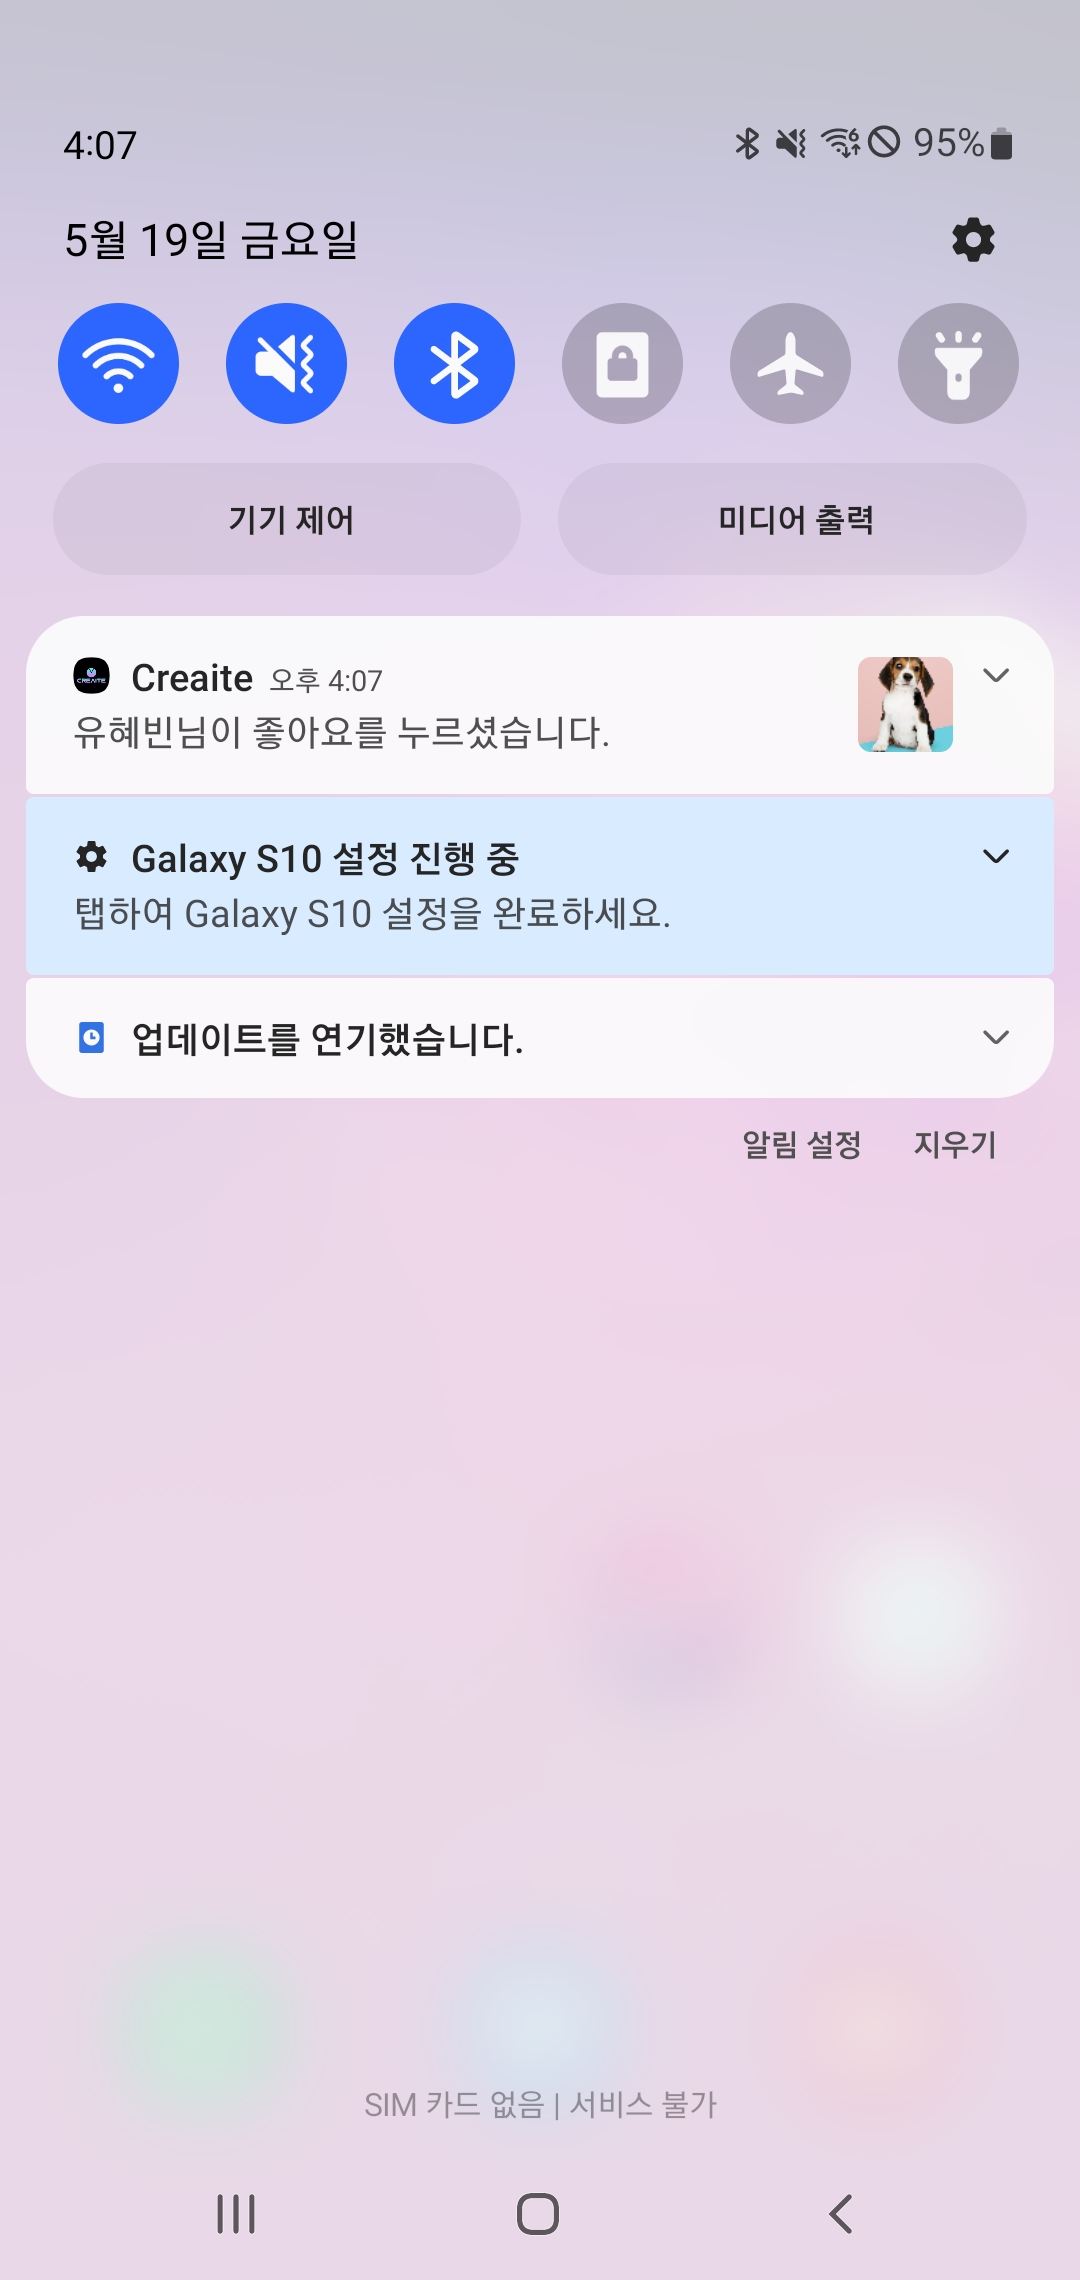 4:07
95%
5월 19일 금요일
기기 제어
미디어 출력
Creaite 오후 4:07
유혜빈님이 좋아요를 누르셨습니다.
Galaxy S10 설정 진행 중
탭하여 Galaxy S10 설정을 완료하세요.
업데이트를 연기했습니다.
알림 설정
지우기
SIM 카드 없음 | 서비스 불가